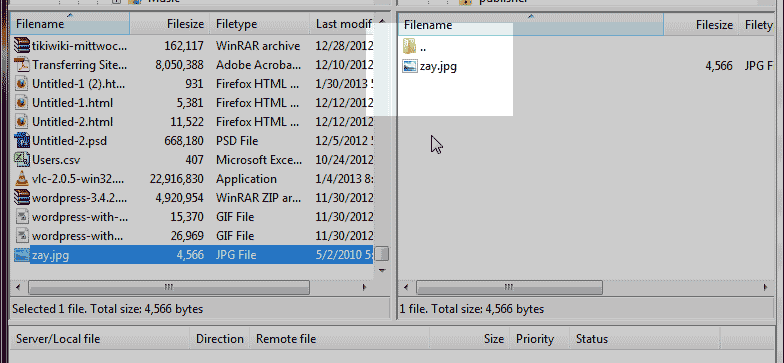 Music
publisher
Filename Filesize Filetype Last modif
tikiwiki-mittwoc... 162,117 WinRAR archive 12/28/2012
Transferring Site... 8,050,388 Adobe Acroba... 12/10/2012
Untitled-1 (2).ht... 931 Firefox HTML ... 1/30/2013 5
Untitled-1.html 5,381 Firefox HTML ... 12/12/2012
Untitled-2.html 11,522 Firefox HTML ... 12/12/2012
Untitled-2.psd 668,180 PSD File 12/5/2012 5
Users.csv 407 Microsoft Exce... 10/24/2012
vlc-2.0.5-win32.... 22,916,830 Application 1/4/2013 8:
wordpress-3.4.2.... 4,920,954 WinRAR ZIP ar... 11/30/2012
wordpress-with-... 15,370 GIF File 11/30/2012
wordpress-with... 26,969 GIF File 11/30/2012
zay.jpg 4,566 JPG File 5/2/2010 5:
Selected 1 file. Total size: 4,566 bytes
Filename Filesize Filety
..
zay.jpg 4,566 JPG F
1 file. Total size: 4,566 bytes
Server/Local file Direction Remote file Size Priority Status